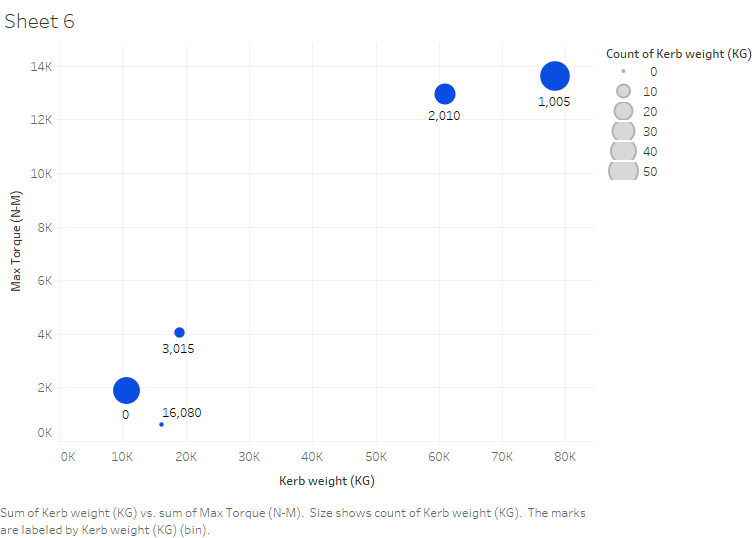 Sheet 6
14K
12K
10K
8K
6K
4K
2K
0K
Max Torque (N-M)
2,010
1,005
3,015
0
16,080
0K 10K 20K 30K 40K 50K 60K 70K 80K
Kerb weight (KG)
Count of Kerb weight (KG)
0
10
20
30
40
50
Sum of Kerb weight (KG) vs. sum of Max Torque (N-M). Size shows count of Kerb weight (KG). The marks
are labeled by Kerb weight (KG) (bin).